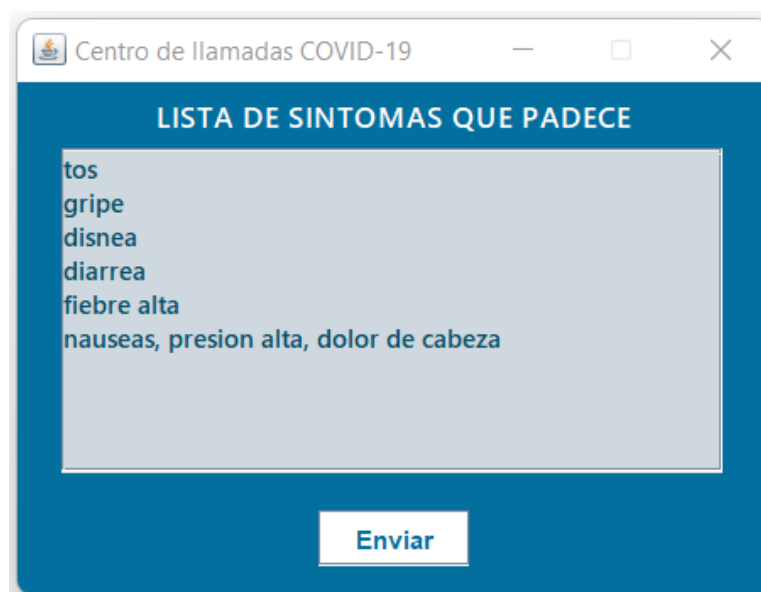 Centro de llamadas COVID-19
LISTA DE SINTOMAS QUE PADECE
tos
gripe
disnea
diarrea
fiebre alta
nauseas, presion alta, dolor de cabeza
Enviar